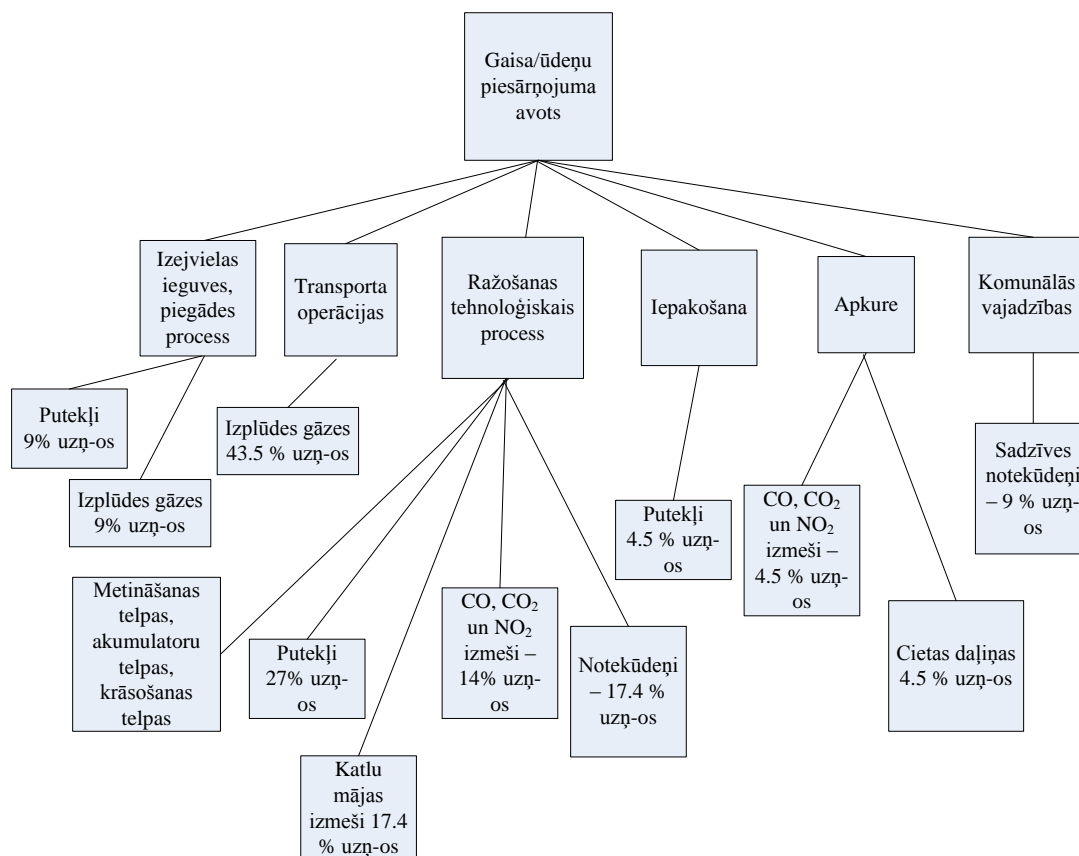 Gaisa/ūdeņu
piesārņojuma
avots
Izejvielas
ieguves,
piegādes
process
Transporta
operācijas
Ražošanas
tehnoloģiskais
process
Iepakošana
Apkure
Komunālās
vajadzības
Putekļi
9% uzņ-os
Izplūdes gāzes
9% uzņ-os
Izplūdes gāzes
43.5 % uzņ-os
Metināšanas
telpas,
akumulatoru
telpas,
krāsošanas
telpas
Putekļi
27% uzņ-
os
Katlu
mājas
izmeši 17.4
% uzņ-os
CO, CO₂
un NO₂
izmeši –
14% uzņ-
os
Notekūdeņi
– 17.4 %
uzņ-os
Putekļi
4.5 % uzņ-
os
CO, CO₂
un NO₂
izmeši –
4.5 % uzņ-
os
Cietas daļiņas
4.5 % uzņ-os
Sadzīves
notekūdeņi
– 9 % uzņ-
os